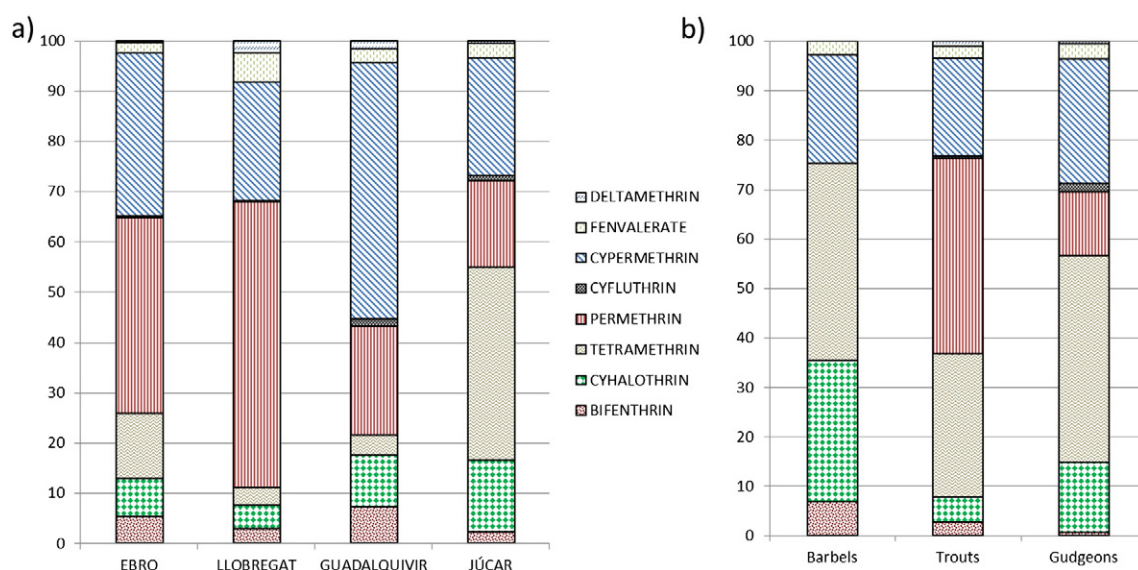 a)
100
90
80
70
60
50
40
30
20
10
0
EBRO LLOBREGAT GUADALQUIVIR JÚCAR
DELTAMETHRIN
FENVALERATE
CYPERMETHRIN
CYFLUTHRIN
PERMETHRIN
TETRAMETHRIN
CYHALOTHRIN
BIFENTHRIN
b)
100
90
80
70
60
50
40
30
20
10
0
Barbels Trouts Gudgeons